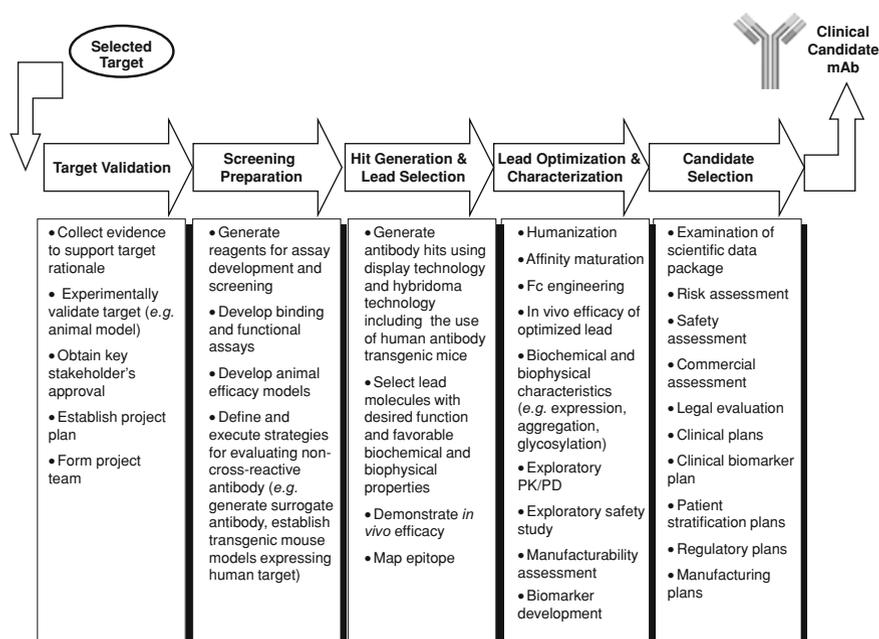 Selected
Target
Clinical
Candidate
mAb
Target Validation
Screening
Preparation
Hit Generation &
Lead Selection
Lead Optimization &
Characterization
Candidate
Selection
• Collect evidence
to support target
rationale
• Experimentally
validate target (e.g.
animal model)
• Obtain key
stakeholder's
approval
• Establish project
plan
• Form project
team
• Generate
reagents for assay
development and
screening
• Develop binding
and functional
assays
• Develop animal
efficacy models
• Define and
execute strategies
for evaluating non-
cross-reactive
antibody (e.g.
generate surrogate
antibody, establish
transgenic mouse
models expressing
human target)
• Generate
antibody hits using
display technology
and hybridoma
technology
including the use
of human antibody
transgenic mice
• Select lead
molecules with
desired function
and favorable
biochemical and
biophysical
properties
• Demonstrate in
vivo efficacy
• Map epitope
• Humanization
• Affinity maturation
• Fc engineering
• In vivo efficacy of
optimized lead
• Biochemical and
biophysical
characteristics
(e.g. expression,
aggregation,
glycosylation)
• Exploratory
PK/PD
• Exploratory safety
study
• Manufacturability
assessment
• Biomarker
development
• Examination of
scientific data
package
• Risk assessment
• Safety
assessment
• Commercial
assessment
• Legal evaluation
• Clinical plans
• Clinical biomarker
plan
• Patient
stratification plans
• Regulatory plans
• Manufacturing
plans